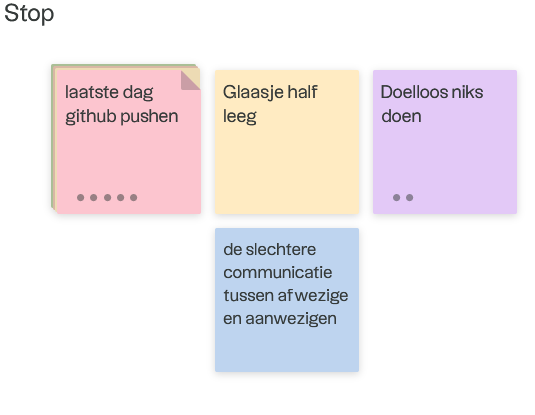 Stop
laatste dag
github pushen
Glaasje half
leeg
Doelloos niks
doen
de slechtere
communicatie
tussen afwezige
en aanwezigen